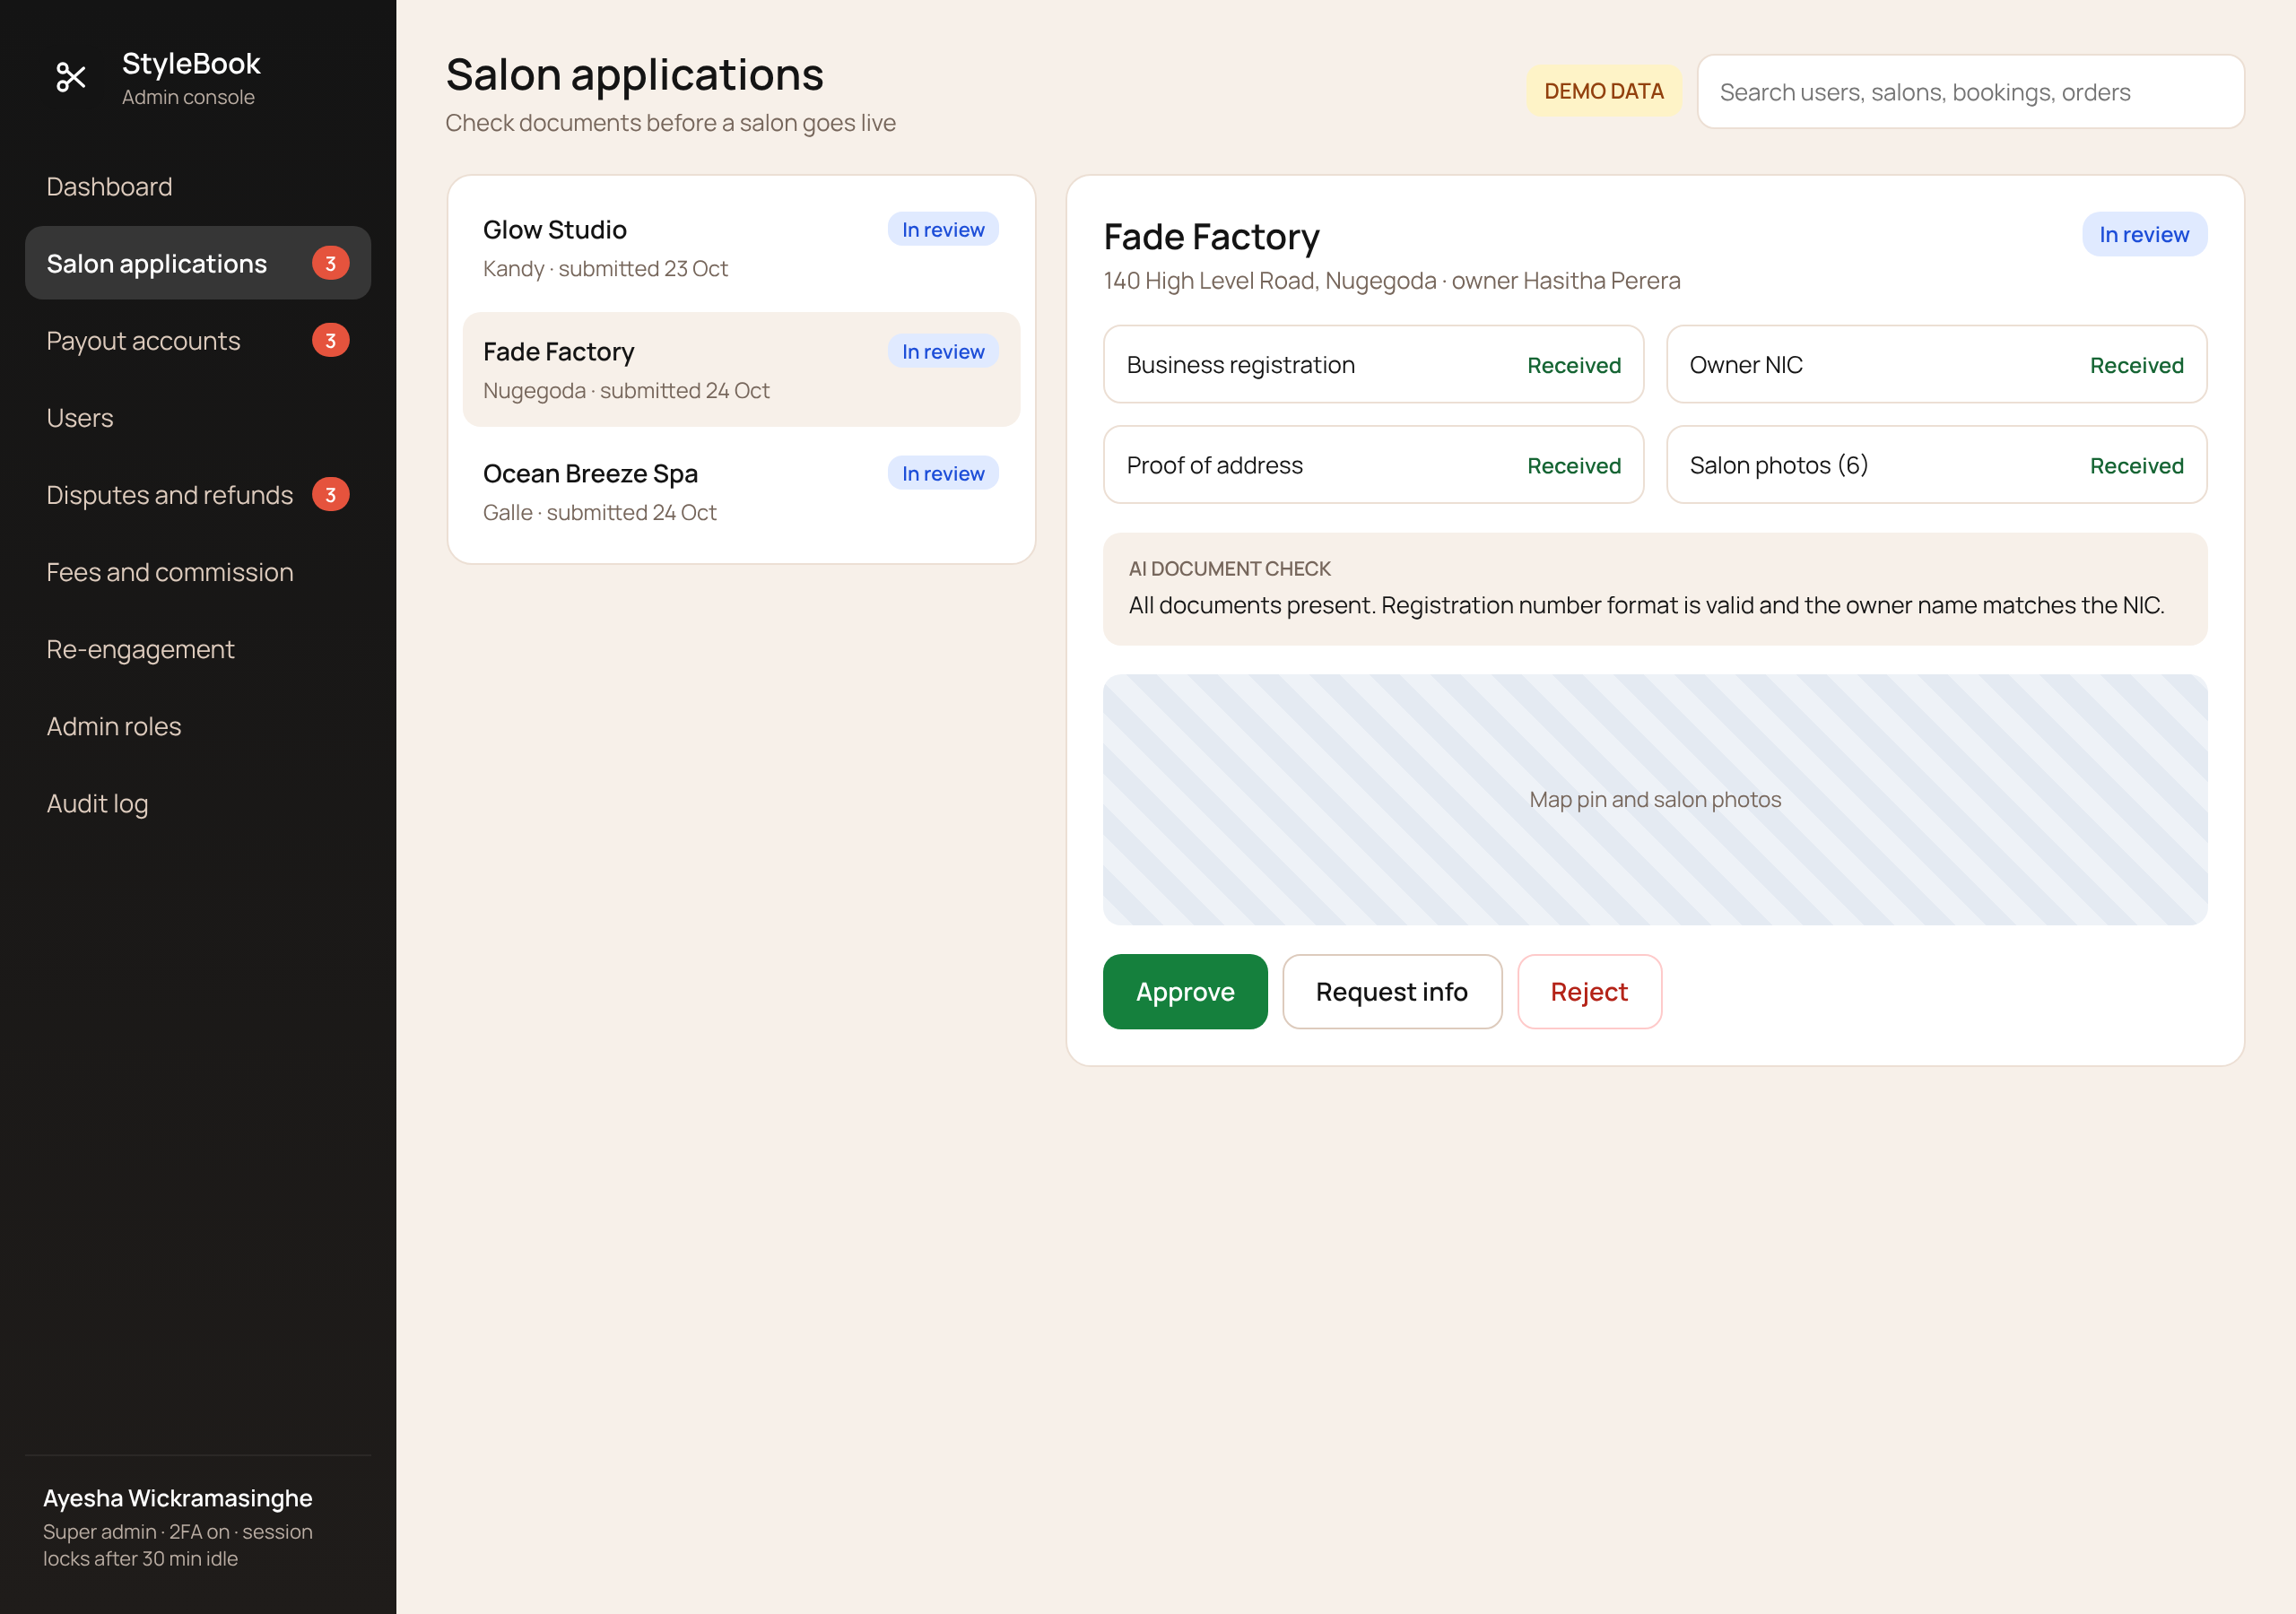 StyleBook
Admin console
Dashboard
Salon applications 3
Payout accounts 3
Users
Disputes and refunds 3
Fees and commission
Re-engagement
Admin roles
Audit log
Ayesha Wickramasinghe
Super admin · 2FA on · session
locks after 30 min idle
Salon applications
Check documents before a salon goes live
DEMO DATA
Search users, salons, bookings, orders
Glow Studio In review
Kandy · submitted 23 Oct
Fade Factory In review
Nugegoda · submitted 24 Oct
Ocean Breeze Spa In review
Galle · submitted 24 Oct
Fade Factory In review
140 High Level Road, Nugegoda · owner Hasitha Perera
Business registration Received
Owner NIC Received
Proof of address Received
Salon photos (6) Received
AI DOCUMENT CHECK
All documents present. Registration number format is valid and the owner name matches the NIC.
Map pin and salon photos
Approve
Request info
Reject